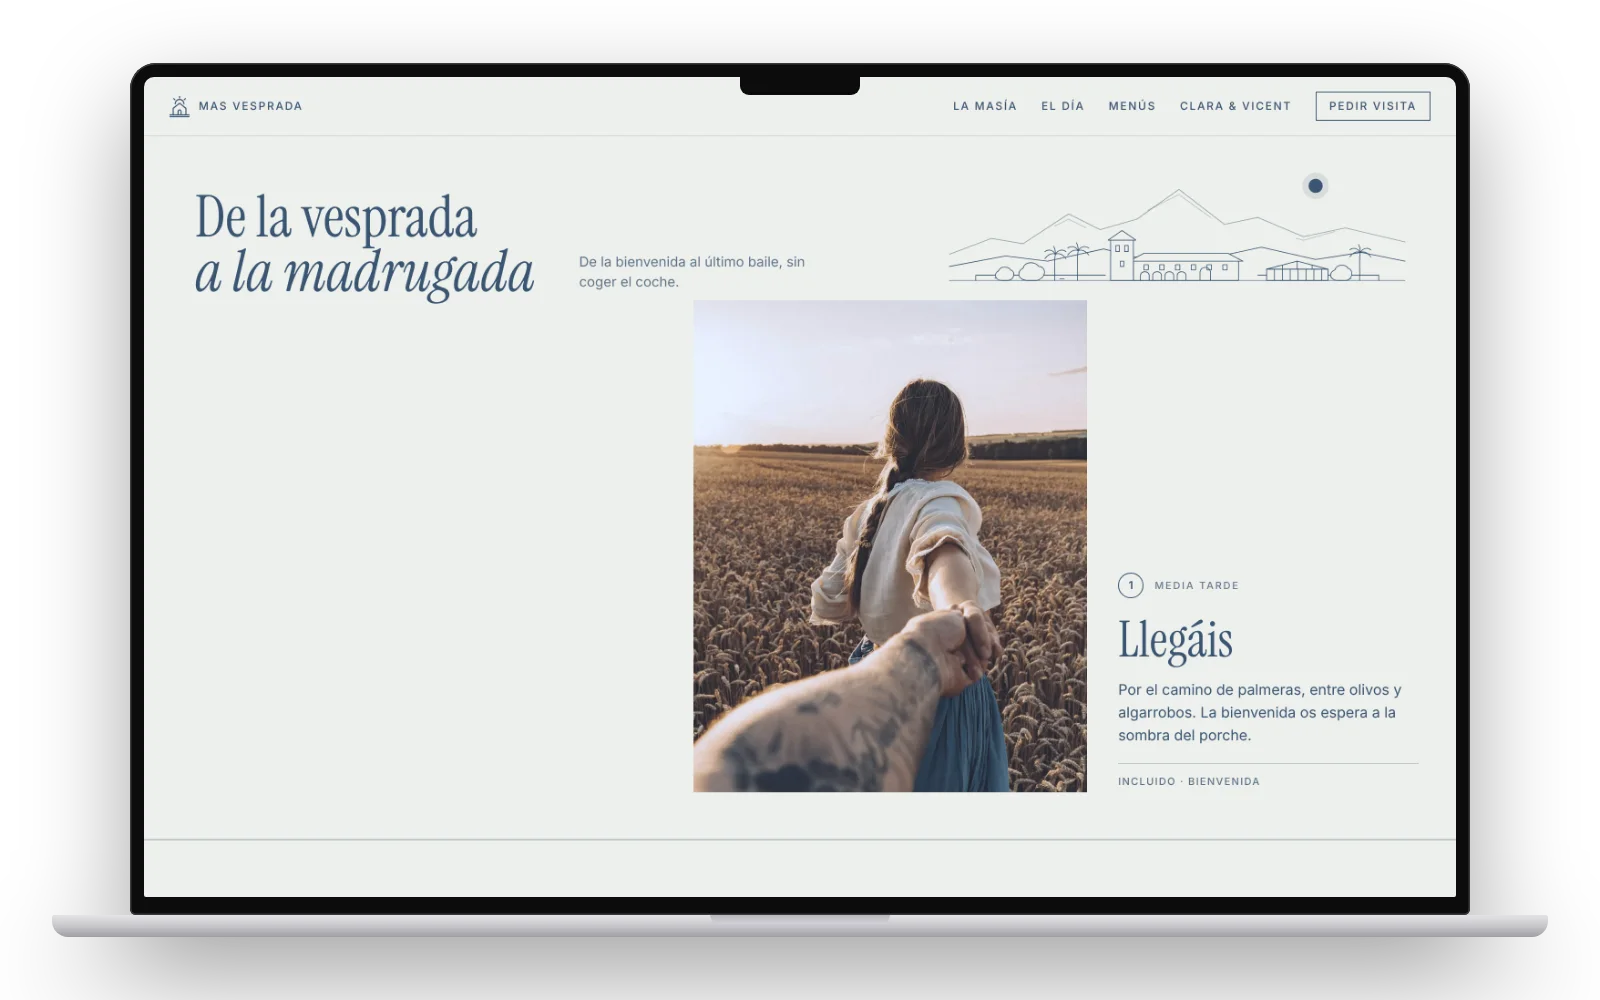 MAS VESPRADA
LA MASÍA
EL DÍA
MENÚS
CLARA & VICENT
PEDIR VISITA
De la vesprada
a la madrugada
De la bienvenida al último baile, sin
coger el coche.
1
MEDIA TARDE
Llegáis
Por el camino de palmeras, entre olivos y
algarrobos. La bienvenida os espera a la
sombra del porche.
INCLUIDO · BIENVENIDA